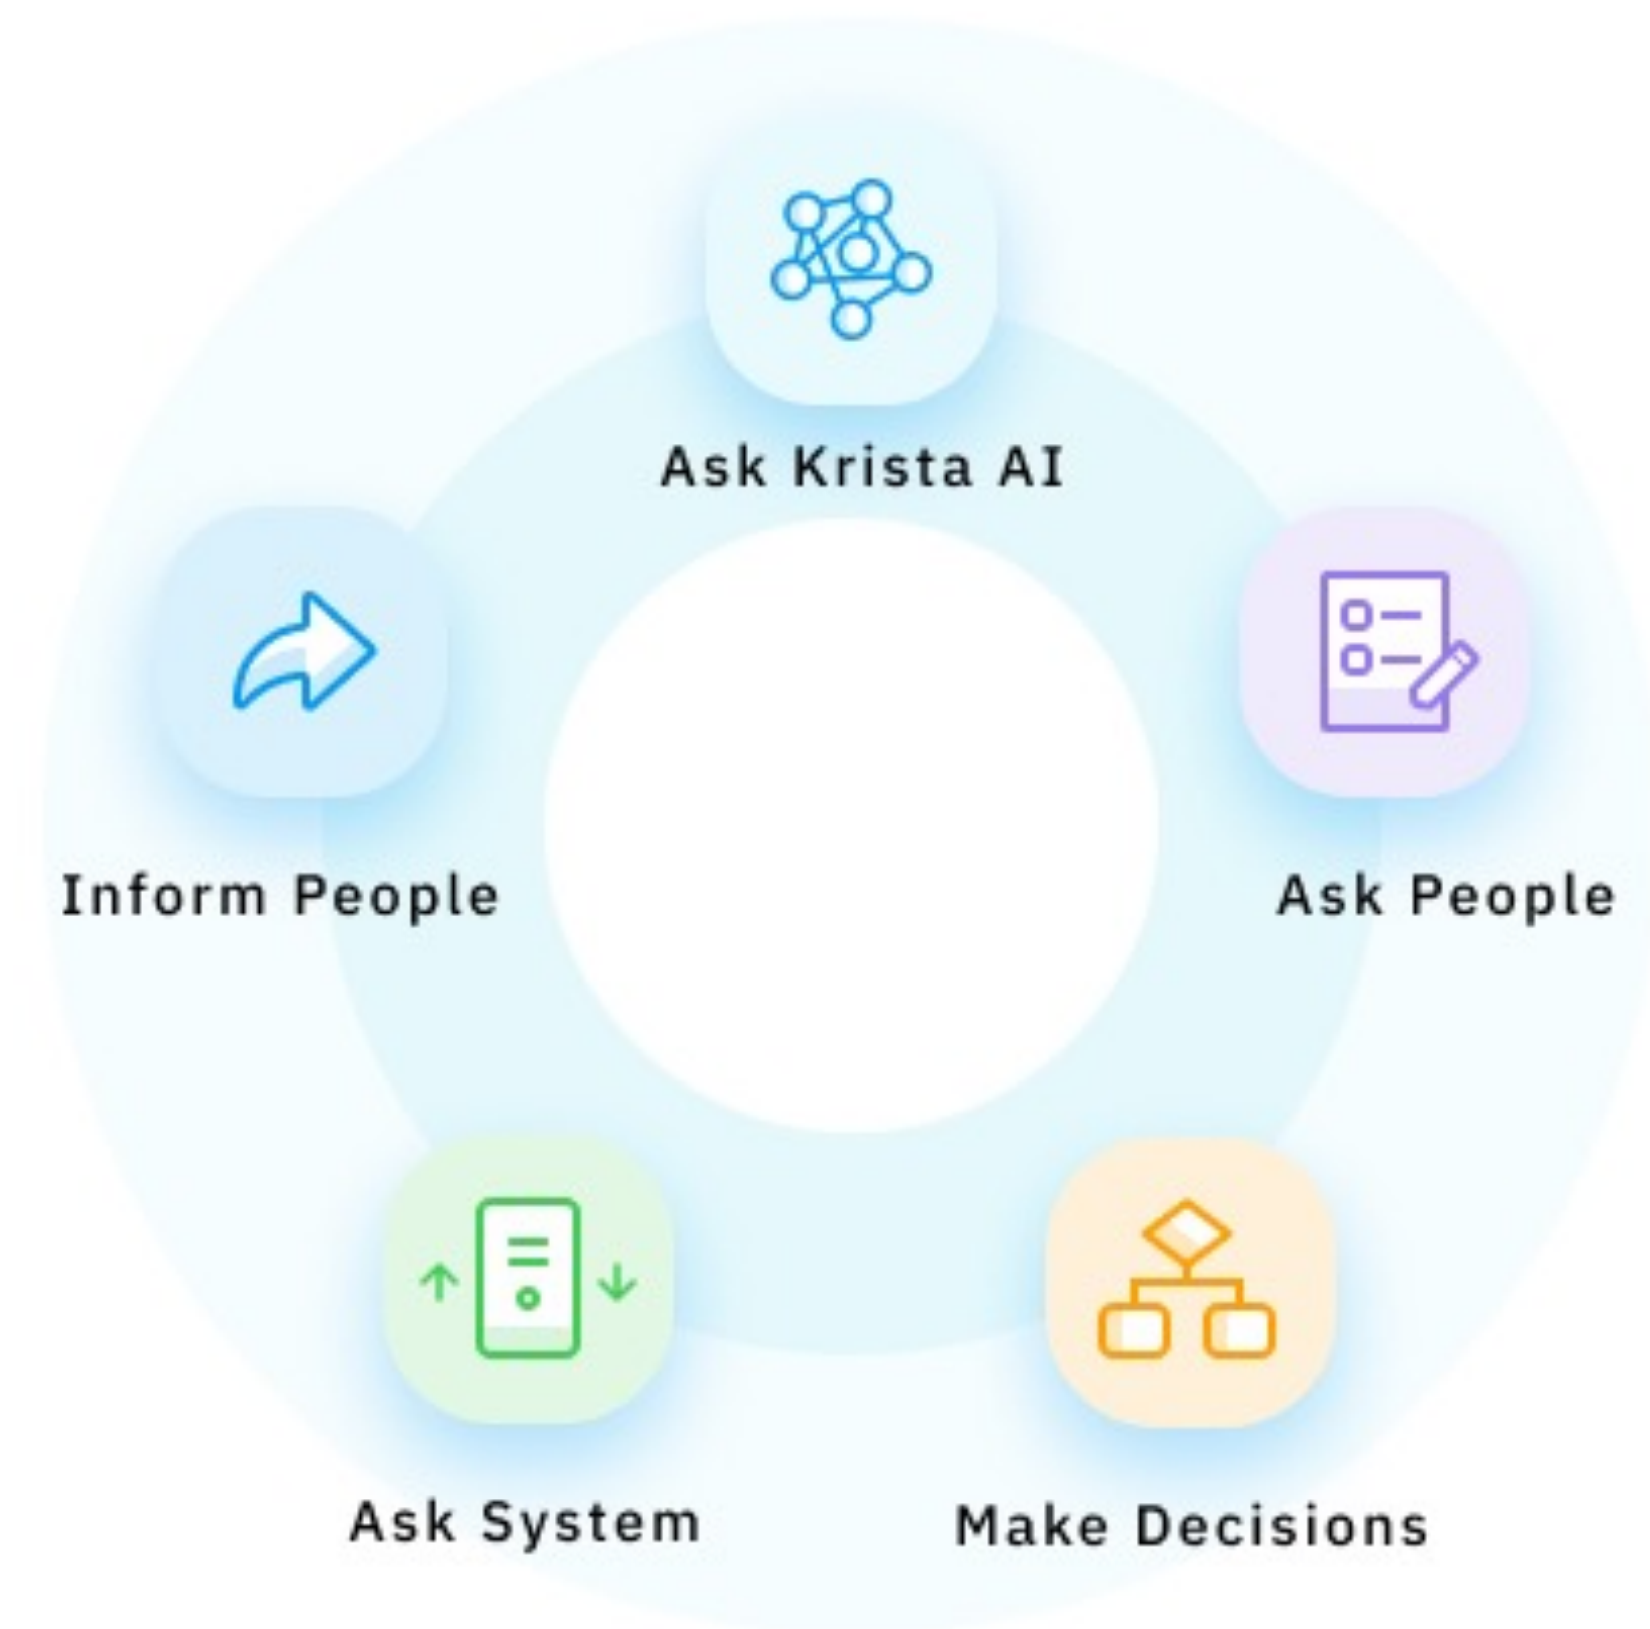 Ask Krista AI
Inform People
Ask People
Ask System
Make Decisions